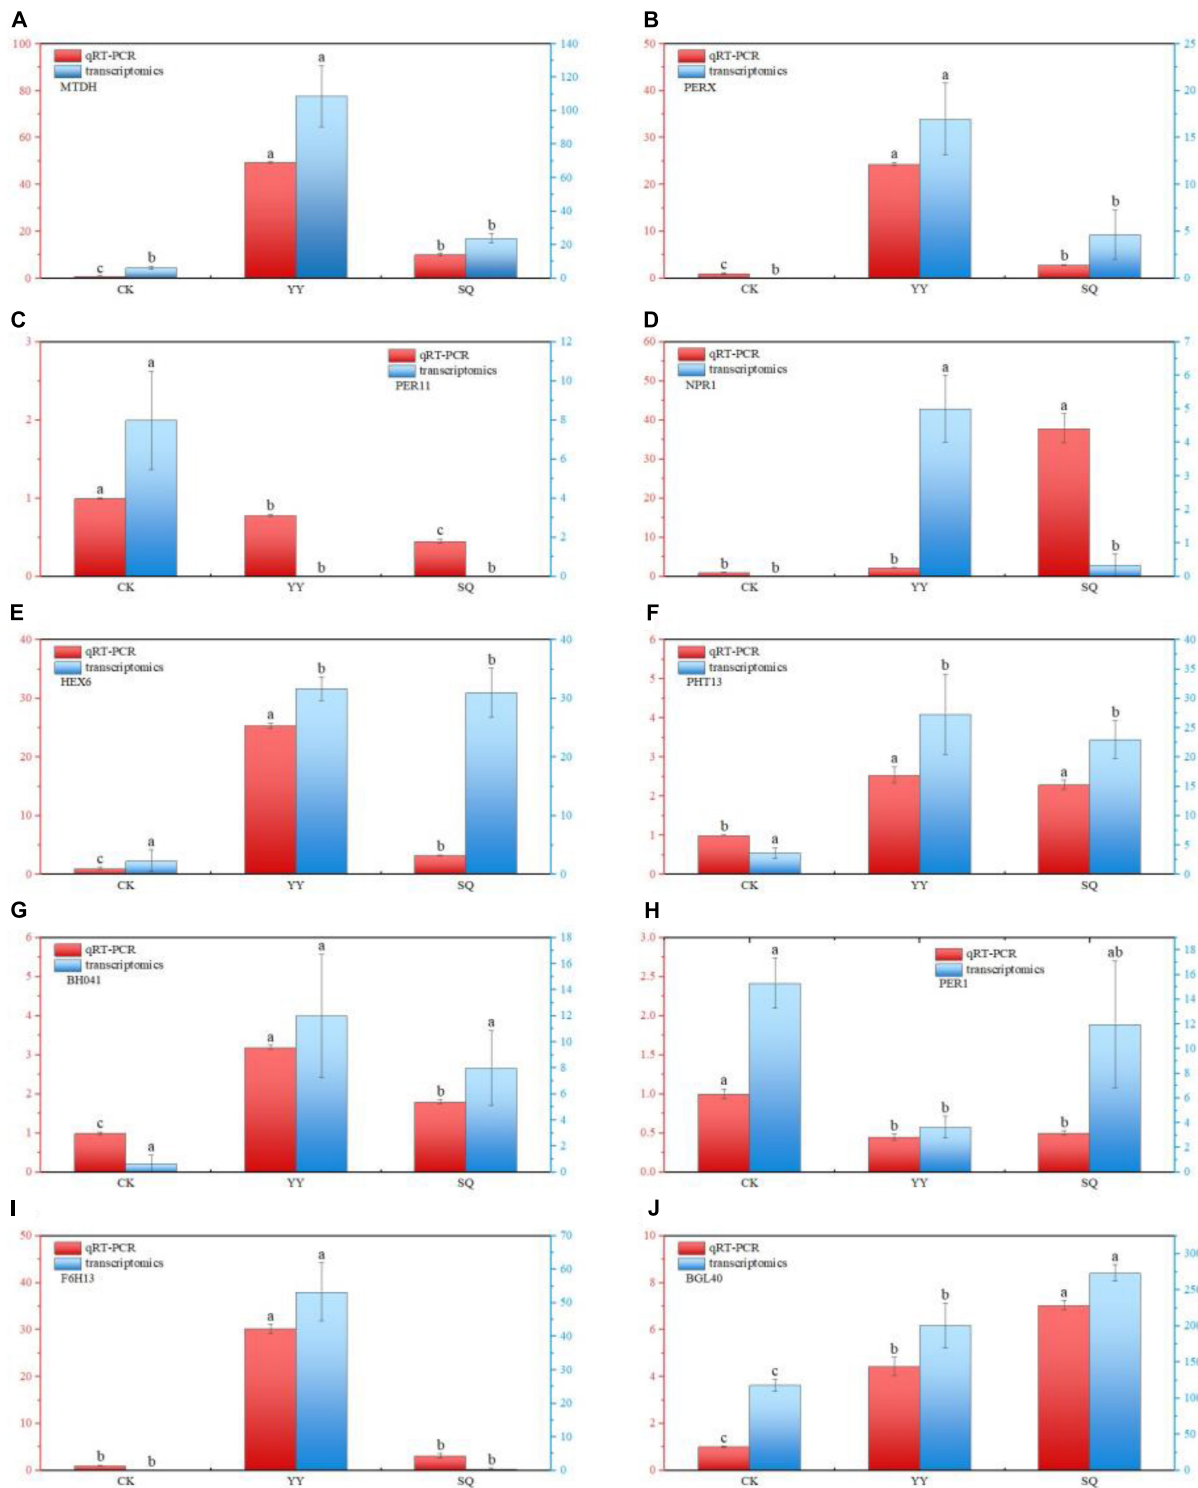 A
100
80
60
40
20
0
140
120
100
80
60
40
20
0
qRT-PCR
transcriptomics
MTDH
c b
a a
b b
CK YY SQ
B
50
40
30
20
10
0
25
20
15
10
5
0
qRT-PCR
transcriptomics
PERX
c b
a a
b b
CK YY SQ
C
3
2
1
0
12
10
8
6
4
2
0
qRT-PCR
transcriptomics
PER11
a a
b b
c b
CK YY SQ
D
60
50
40
30
20
10
0
7
6
5
4
3
2
1
0
qRT-PCR
transcriptomics
NPR1
b b
b a
a b
CK YY SQ
E
40
30
20
10
0
40
30
20
10
0
qRT-PCR
transcriptomics
HEX6
c a
a b
b b
CK YY SQ
F
6
5
4
3
2
1
0
40
35
30
25
20
15
10
5
0
qRT-PCR
transcriptomics
PHT13
b a
a b
a b
CK YY SQ
G
6
5
4
3
2
1
0
18
16
14
12
10
8
6
4
2
0
qRT-PCR
transcriptomics
BH041
c a
a a
b a
CK YY SQ
H
3.0
2.5
2.0
1.5
1.0
0.5
0.0
18
16
14
12
10
8
6
4
2
0
qRT-PCR
transcriptomics
PER1
a a
b b
b ab
CK YY SQ
I
50
40
30
20
10
0
70
60
50
40
30
20
10
0
qRT-PCR
transcriptomics
F6H13
b b
a a
b b
CK YY SQ
J
10
8
6
4
2
0
300
250
200
150
100
50
0
qRT-PCR
transcriptomics
BGL40
c c
b b
a a
CK YY SQ